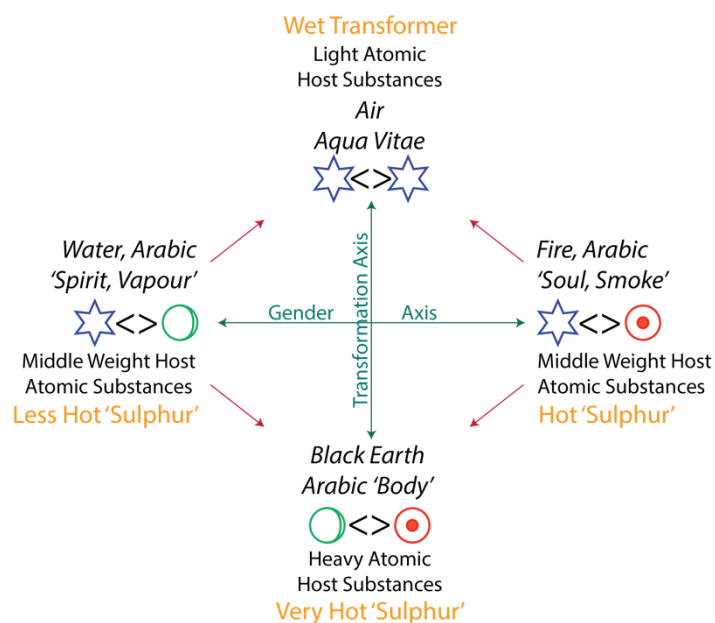 Wet Transformer
Light Atomic
Host Substances
Air
Aqua Vitae
< >
Water, Arabic
‘Spirit, Vapour’
< >
Middle Weight Host
Atomic Substances
Less Hot ‘Sulphur’
Gender Axis
Transformation Axis
Fire, Arabic
‘Soul, Smoke’
< >
Middle Weight Host
Atomic Substances
Hot ‘Sulphur’
Black Earth
Arabic ‘Body’
< >
Heavy Atomic
Host Substances
Very Hot ‘Sulphur’